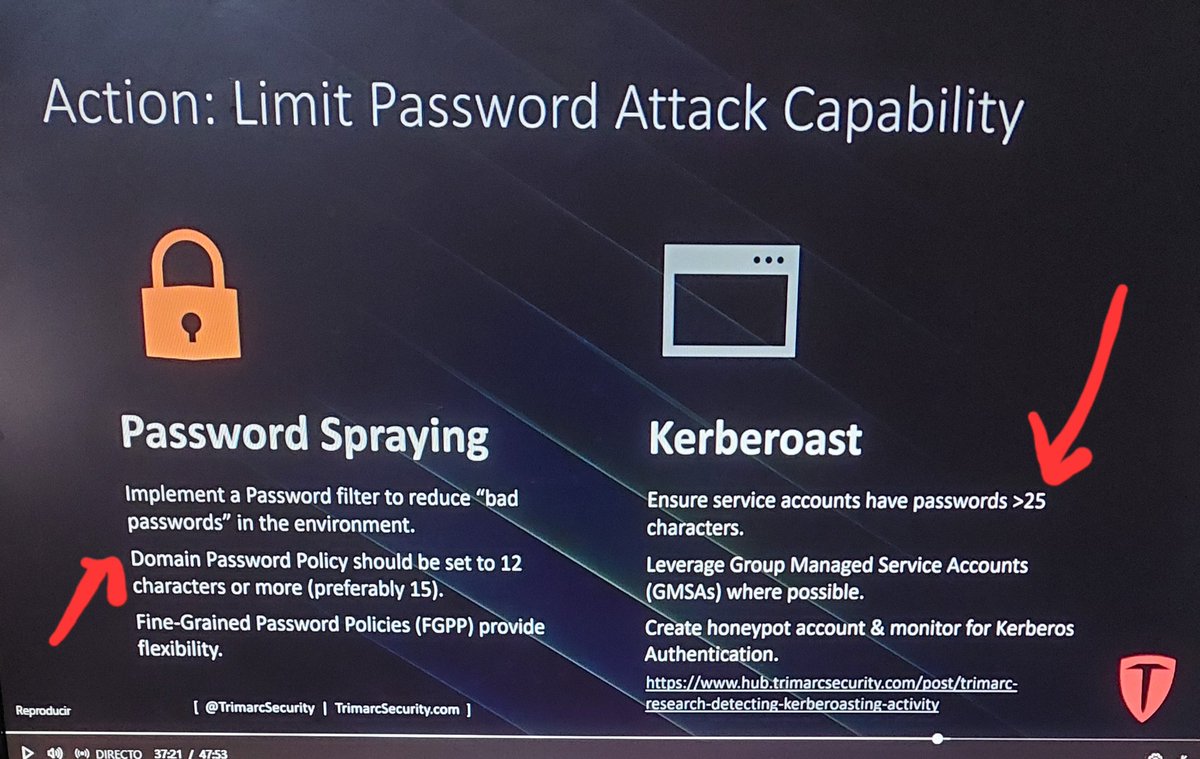 Action: Limit Password Attack Capability
Password Spraying
Implement a Password filter to reduce “bad
passwords” in the environment.
Domain Password Policy should be set to 12
characters or more (preferably 15).
Fine-Grained Password Policies (FGPP) provide
flexibility.
Kerberoast
Ensure service accounts have passwords >25
characters.
Leverage Group Managed Service Accounts
(GMSAs) where possible.
Create honeypot account & monitor for Kerberos
Authentication.
https://www.hub.trimarcsecurity.com/post/trimarc-
research-detecting-kerberoasting-activity
T
Reproducir
[ @TrimarcSecurity | TrimarcSecurity.com ]
DIRECTO 37:21 / 47:53